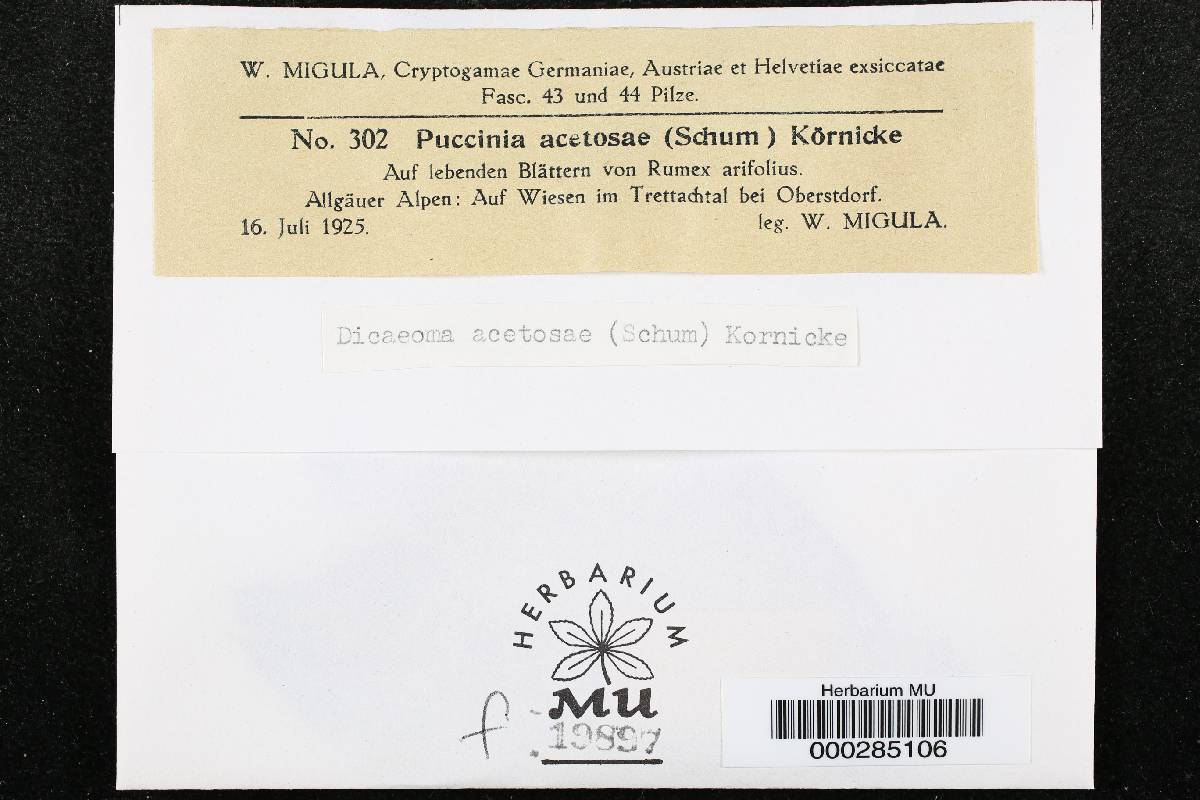 W. MIGULA, Cryptogamae Germaniae, Austriae et Helvetiae exsiccatae
Fasc. 43 und 44 Pilze.
No. 302 Puccinia acetosae (Schum ) Körnicke
Auf lebenden Blättern von Rumex arifolius.
Allgäuer Alpen: Auf Wiesen im Trettachtal bei Oberstdorf.
16. Juli 1925. leg. W. MIGULA.
Dicaeoma acetosae (Schum) Kornicke
HERBARIUM
MU
f 19897
Herbarium MU
000285106